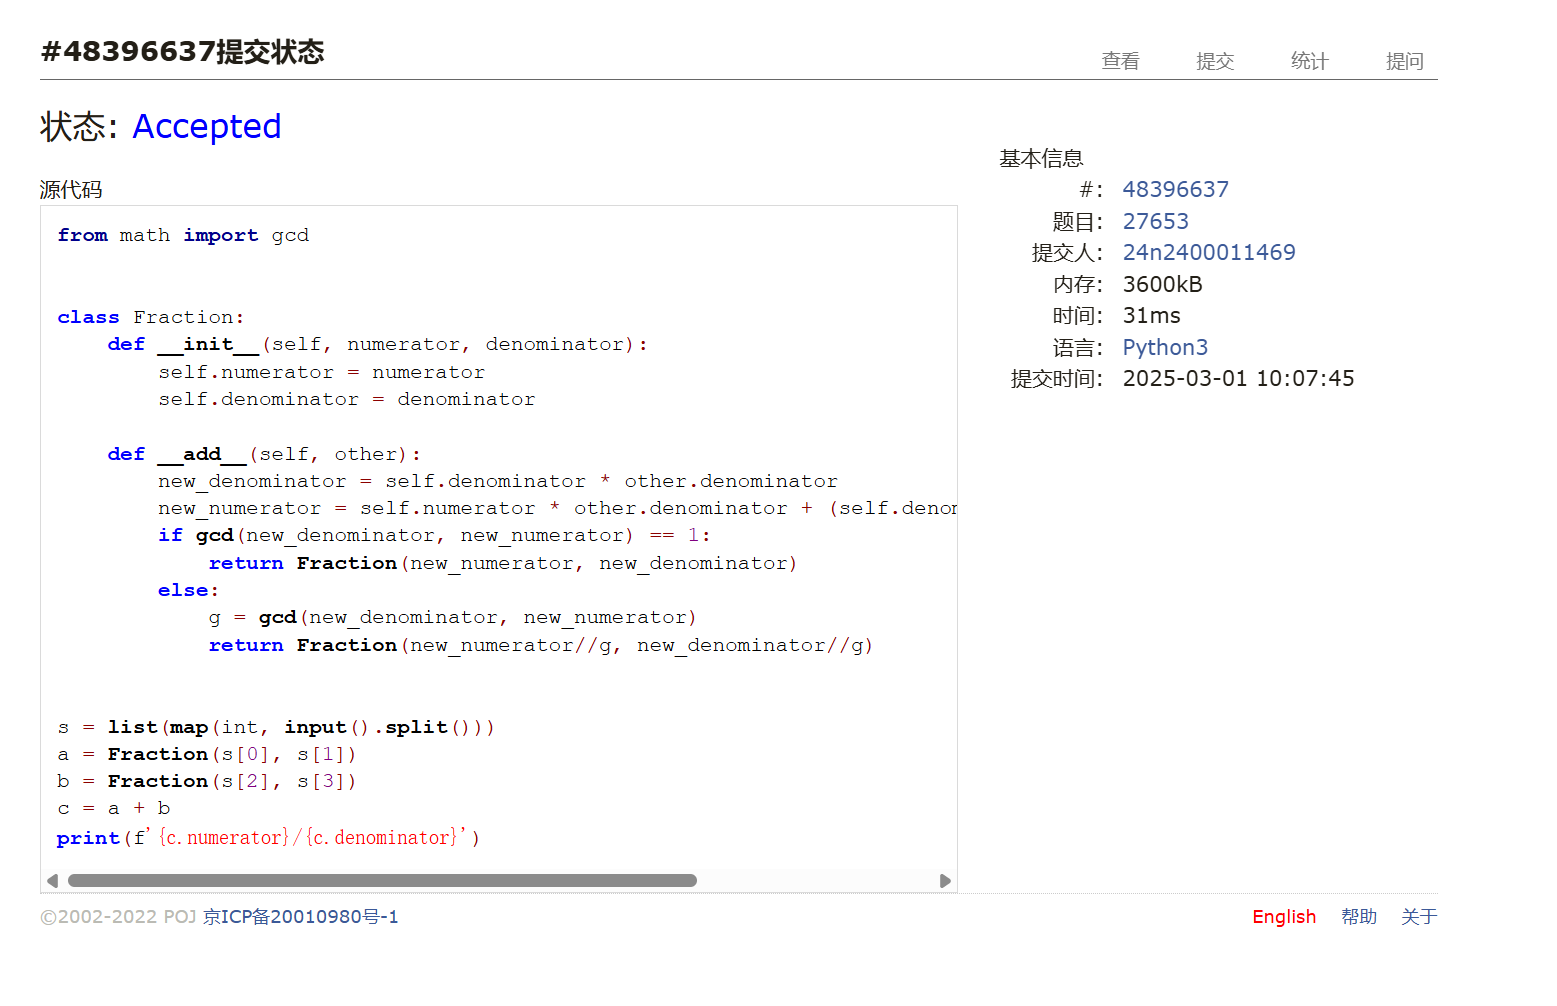 #48396637提交状态
查看 提交 统计 提问
状态: Accepted
源代码
from math import gcd
class Fraction:
    def __init__(self, numerator, denominator):
        self.numerator = numerator
        self.denominator = denominator
    def __add__(self, other):
        new_denominator = self.denominator * other.denominator
        new_numerator = self.numerator * other.denominator + (self.denom
        if gcd(new_denominator, new_numerator) == 1:
            return Fraction(new_numerator, new_denominator)
        else:
            g = gcd(new_denominator, new_numerator)
            return Fraction(new_numerator//g, new_denominator//g)
s = list(map(int, input().split()))
a = Fraction(s[0], s[1])
b = Fraction(s[2], s[3])
c = a + b
print(f'{c.numerator}/{c.denominator}')
基本信息
#: 48396637
题目: 27653
提交人: 24n2400011469
内存: 3600kB
时间: 31ms
语言: Python3
提交时间: 2025-03-01 10:07:45
©2002-2022 POJ 京ICP备20010980号-1
English 帮助 关于